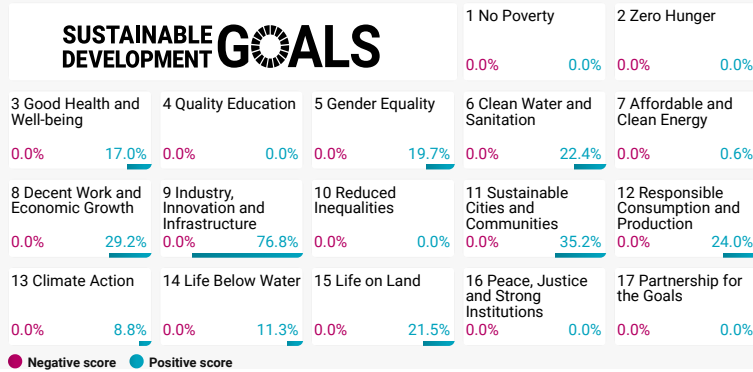 SUSTAINABLE
DEVELOPMENT
GOALS
1 No Poverty
0.0% 0.0%
2 Zero Hunger
0.0% 0.0%
3 Good Health and
Well-being
0.0% 17.0%
4 Quality Education
0.0% 0.0%
5 Gender Equality
0.0% 19.7%
6 Clean Water and
Sanitation
0.0% 22.4%
7 Affordable and
Clean Energy
0.0% 0.6%
8 Decent Work and
Economic Growth
0.0% 29.2%
9 Industry,
Innovation and
Infrastructure
0.0% 76.8%
10 Reduced
Inequalities
0.0% 0.0%
11 Sustainable
Cities and
Communities
0.0% 35.2%
12 Responsible
Consumption and
Production
0.0% 24.0%
13 Climate Action
0.0% 8.8%
14 Life Below Water
0.0% 11.3%
15 Life on Land
0.0% 21.5%
16 Peace, Justice
and Strong
Institutions
0.0% 0.0%
17 Partnership for
the Goals
0.0% 0.0%
Negative score Positive score